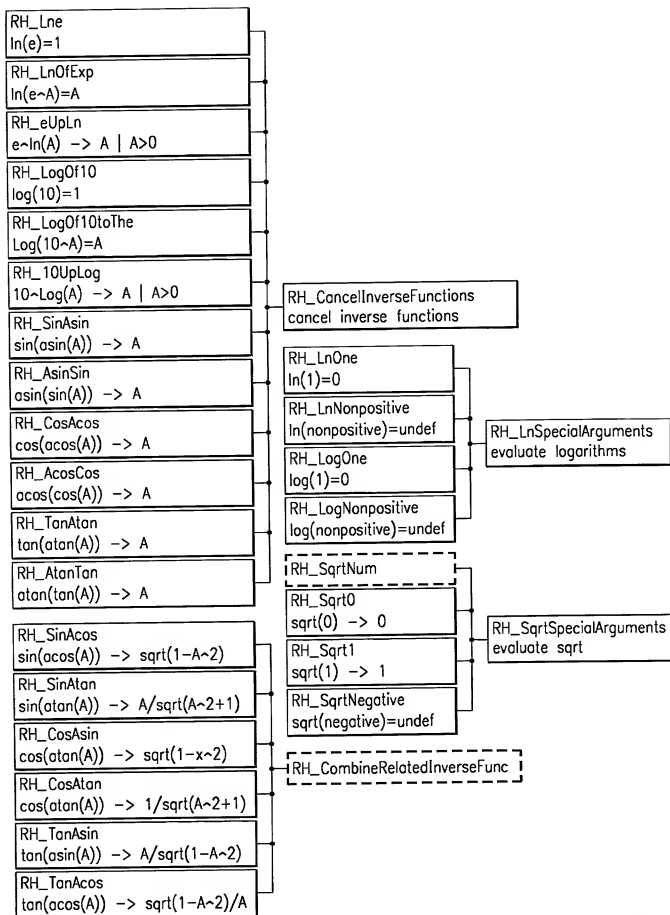 RH_Lne
ln(e)=1
RH_LnOfExp
ln(e^A)=A
RH_eUpLn
e^ln(A) -> A | A>0
RH_LogOf10
log(10)=1
RH_LogOf10toThe
Log(10^A)=A
RH_10UpLog
10^Log(A) -> A | A>0
RH_SinAsin
sin(asin(A)) -> A
RH_AsinSin
asin(sin(A)) -> A
RH_CosAcos
cos(acos(A)) -> A
RH_AcosCos
acos(cos(A)) -> A
RH_TanAtan
tan(atan(A)) -> A
RH_AtanTan
atan(tan(A)) -> A
RH_CancelInverseFunctions
cancel inverse functions
RH_LnOne
ln(1)=0
RH_LnNonpositive
ln(nonpositive)=undef
RH_LogOne
log(1)=0
RH_LogNonpositive
log(nonpositive)=undef
RH_LnSpecialArguments
evaluate logarithms
RH_SqrtNum
RH_Sqrt0
sqrt(0) -> 0
RH_Sqrt1
sqrt(1) -> 1
RH_SqrtNegative
sqrt(negative)=undef
RH_SqrtSpecialArguments
evaluate sqrt
RH_SinAcos
sin(acos(A)) -> sqrt(1-A^2)
RH_SinAtan
sin(atan(A)) -> A/sqrt(A^2+1)
RH_CosAsin
cos(atan(A)) -> sqrt(1-x^2)
RH_CosAtan
cos(atan(A)) -> 1/sqrt(A^2+1)
RH_TanAsin
tan(asin(A)) -> A/sqrt(1-A^2)
RH_TanAcos
tan(acos(A)) -> sqrt(1-A^2)/A
RH_CombineRelatedInverseFunc